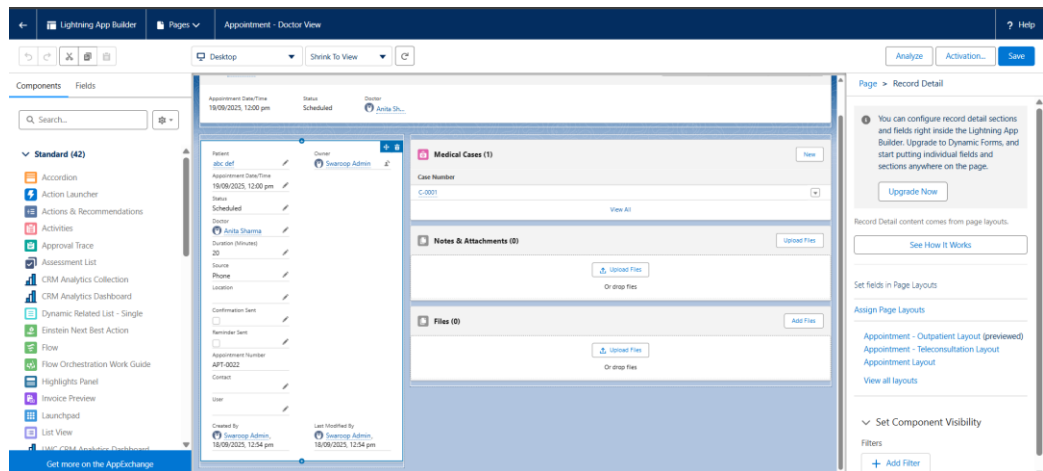 Lightning App Builder
Pages
Appointment - Doctor View
? Help
Desktop
Shrink To View
Analyze
Activation...
Save
Components
Fields
Search...
Standard (42)
Accordion
Action Launcher
Actions & Recommendations
Activities
Approval Trace
Assessment List
CRM Analytics Collection
CRM Analytics Dashboard
Dynamic Related List - Single
Einstein Next Best Action
Flow
Flow Orchestration Work Guide
Highlights Panel
Invoice Preview
Launchpad
List View
LWC CRM Analytics Dashboard
Get more on the AppExchange
Appointment Date/Time
Status
Doctor
19/09/2025, 12:00 pm
Scheduled
Anita Sh...
Patient
Owner
abc def
Swaroop Admin
Appointment Date/Time
19/09/2025, 12:00 pm
Status
Scheduled
Doctor
Anita Sharma
Duration (Minutes)
20
Source
Phone
Location
Confirmation Sent
Reminder Sent
Appointment Number
APT-0022
Contact
User
Created By
Last Modified By
Swaroop Admin,
Swaroop Admin,
18/09/2025, 12:54 pm
18/09/2025, 12:54 pm
Medical Cases (1)
New
Case Number
C-0001
View All
Notes & Attachments (0)
Upload Files
Upload Files
Or drop files
Files (0)
Add Files
Upload Files
Or drop files
Page > Record Detail
You can configure record detail sections
and fields right inside the Lightning App
Builder. Upgrade to Dynamic Forms, and
start putting individual fields and
sections anywhere on the page.
Upgrade Now
Record Detail content comes from page layouts.
See How It Works
Set fields in Page Layouts
Assign Page Layouts
Appointment - Outpatient Layout (previewed)
Appointment - Teleconsultation Layout
Appointment Layout
View all layouts
Set Component Visibility
Filters
+ Add Filter